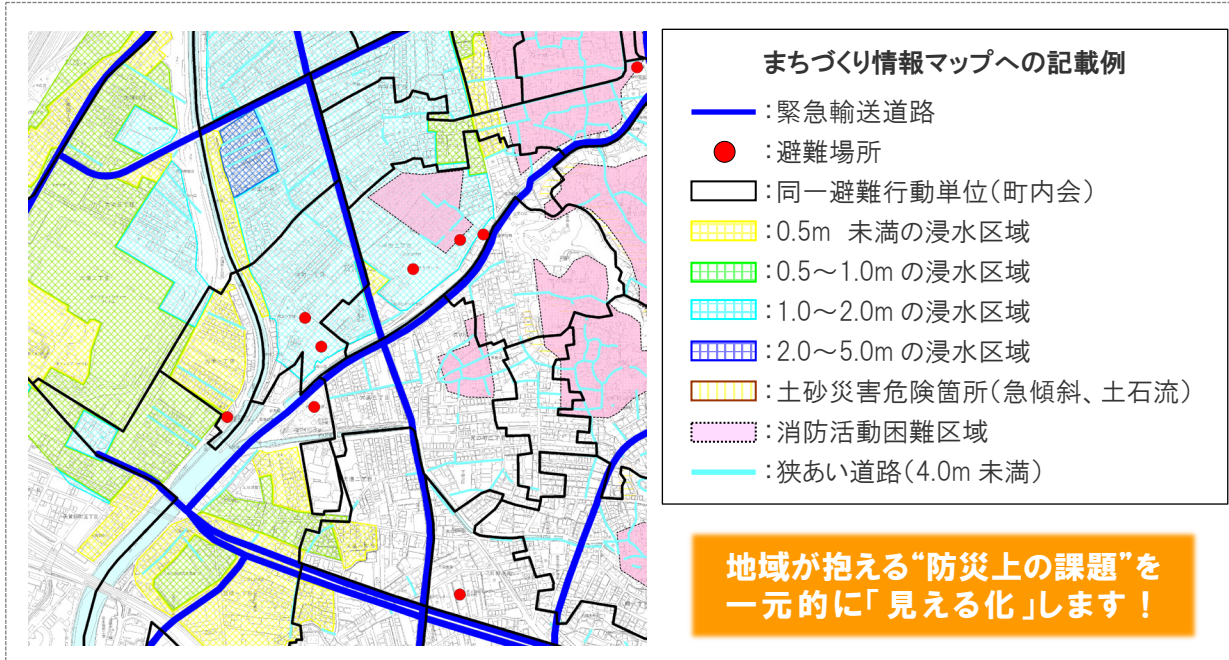 まちづくり情報マップへの記載例
：緊急輸送道路
：避難場所
：同一避難行動単位（町内会）
：0.5m 未満の浸水区域
：0.5～1.0m の浸水区域
：1.0～2.0m の浸水区域
：2.0～5.0m の浸水区域
：土砂災害危険箇所（急傾斜、土石流）
：消防活動困難区域
：狭あい道路（4.0m 未満）
地域が抱える“防災上の課題”を
一元的に「見える化」します！